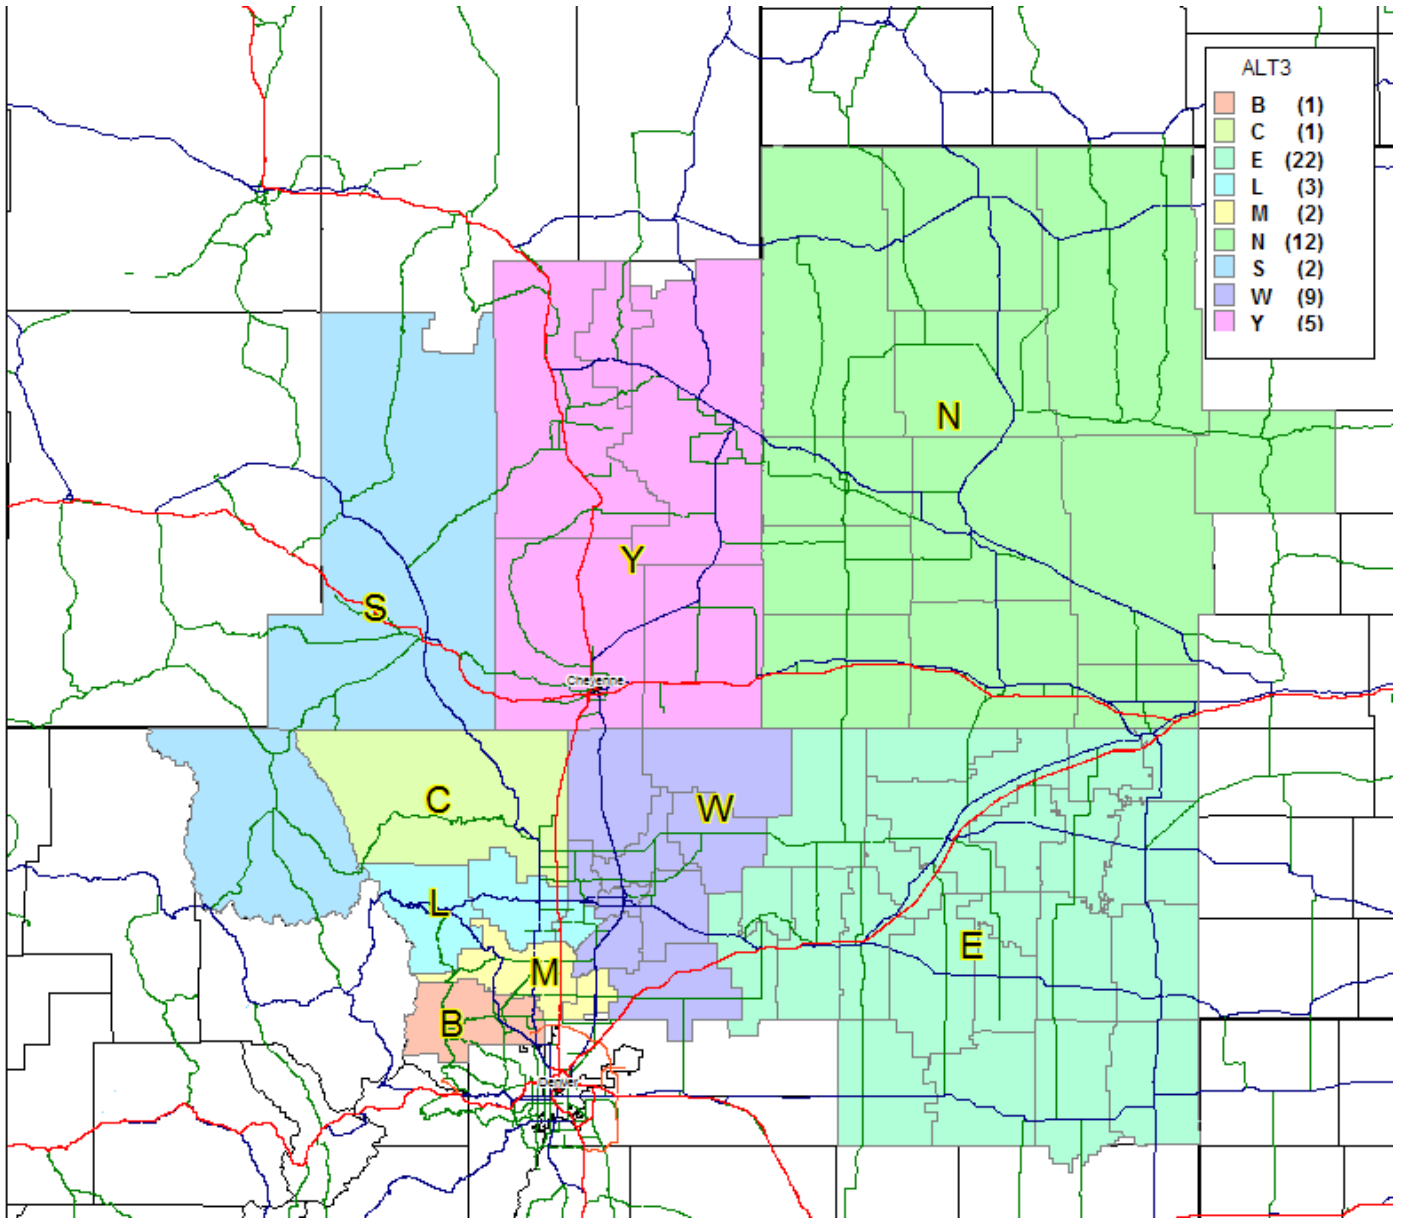 ALT3
B (1)
C (1)
E (22)
L (3)
M (2)
N (12)
S (2)
W (9)
Y (5)
N
Y
S
Cheyenne
C
W
L
E
M
B
Denver